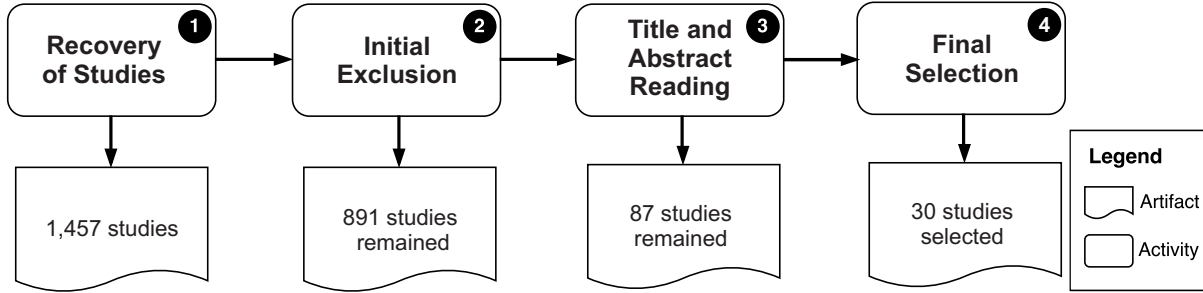 1
Recovery
of Studies
2
Initial
Exclusion
3
Title and
Abstract
Reading
4
Final
Selection
1,457 studies
891 studies
remained
87 studies
remained
30 studies
selected
Legend
Artifact
Activity